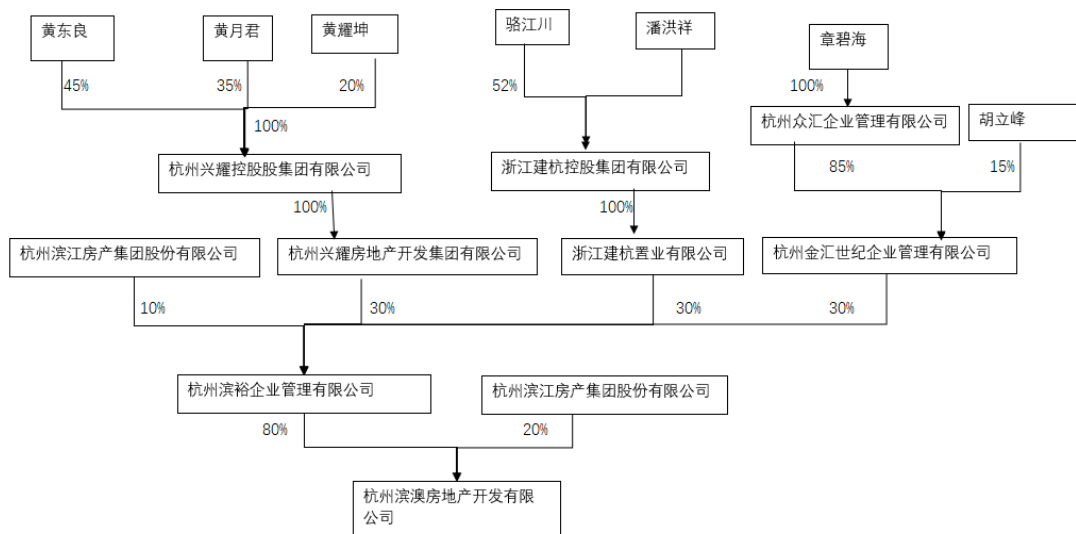 黄东良
黄月君
黄耀坤
骆江川
潘洪祥
章碧海
45%
35%
20%
52%
100%
100%
杭州众汇企业管理有限公司
胡立峰
杭州兴耀控股股集团有限公司
浙江建杭控股集团有限公司
85%
15%
100%
100%
杭州滨江房产集团股份有限公司
杭州兴耀房地产开发集团有限公司
浙江建杭置业有限公司
杭州金汇世纪企业管理有限公司
10%
30%
30%
30%
杭州滨裕企业管理有限公司
杭州滨江房产集团股份有限公司
80%
20%
杭州滨澳房地产开发有限
公司